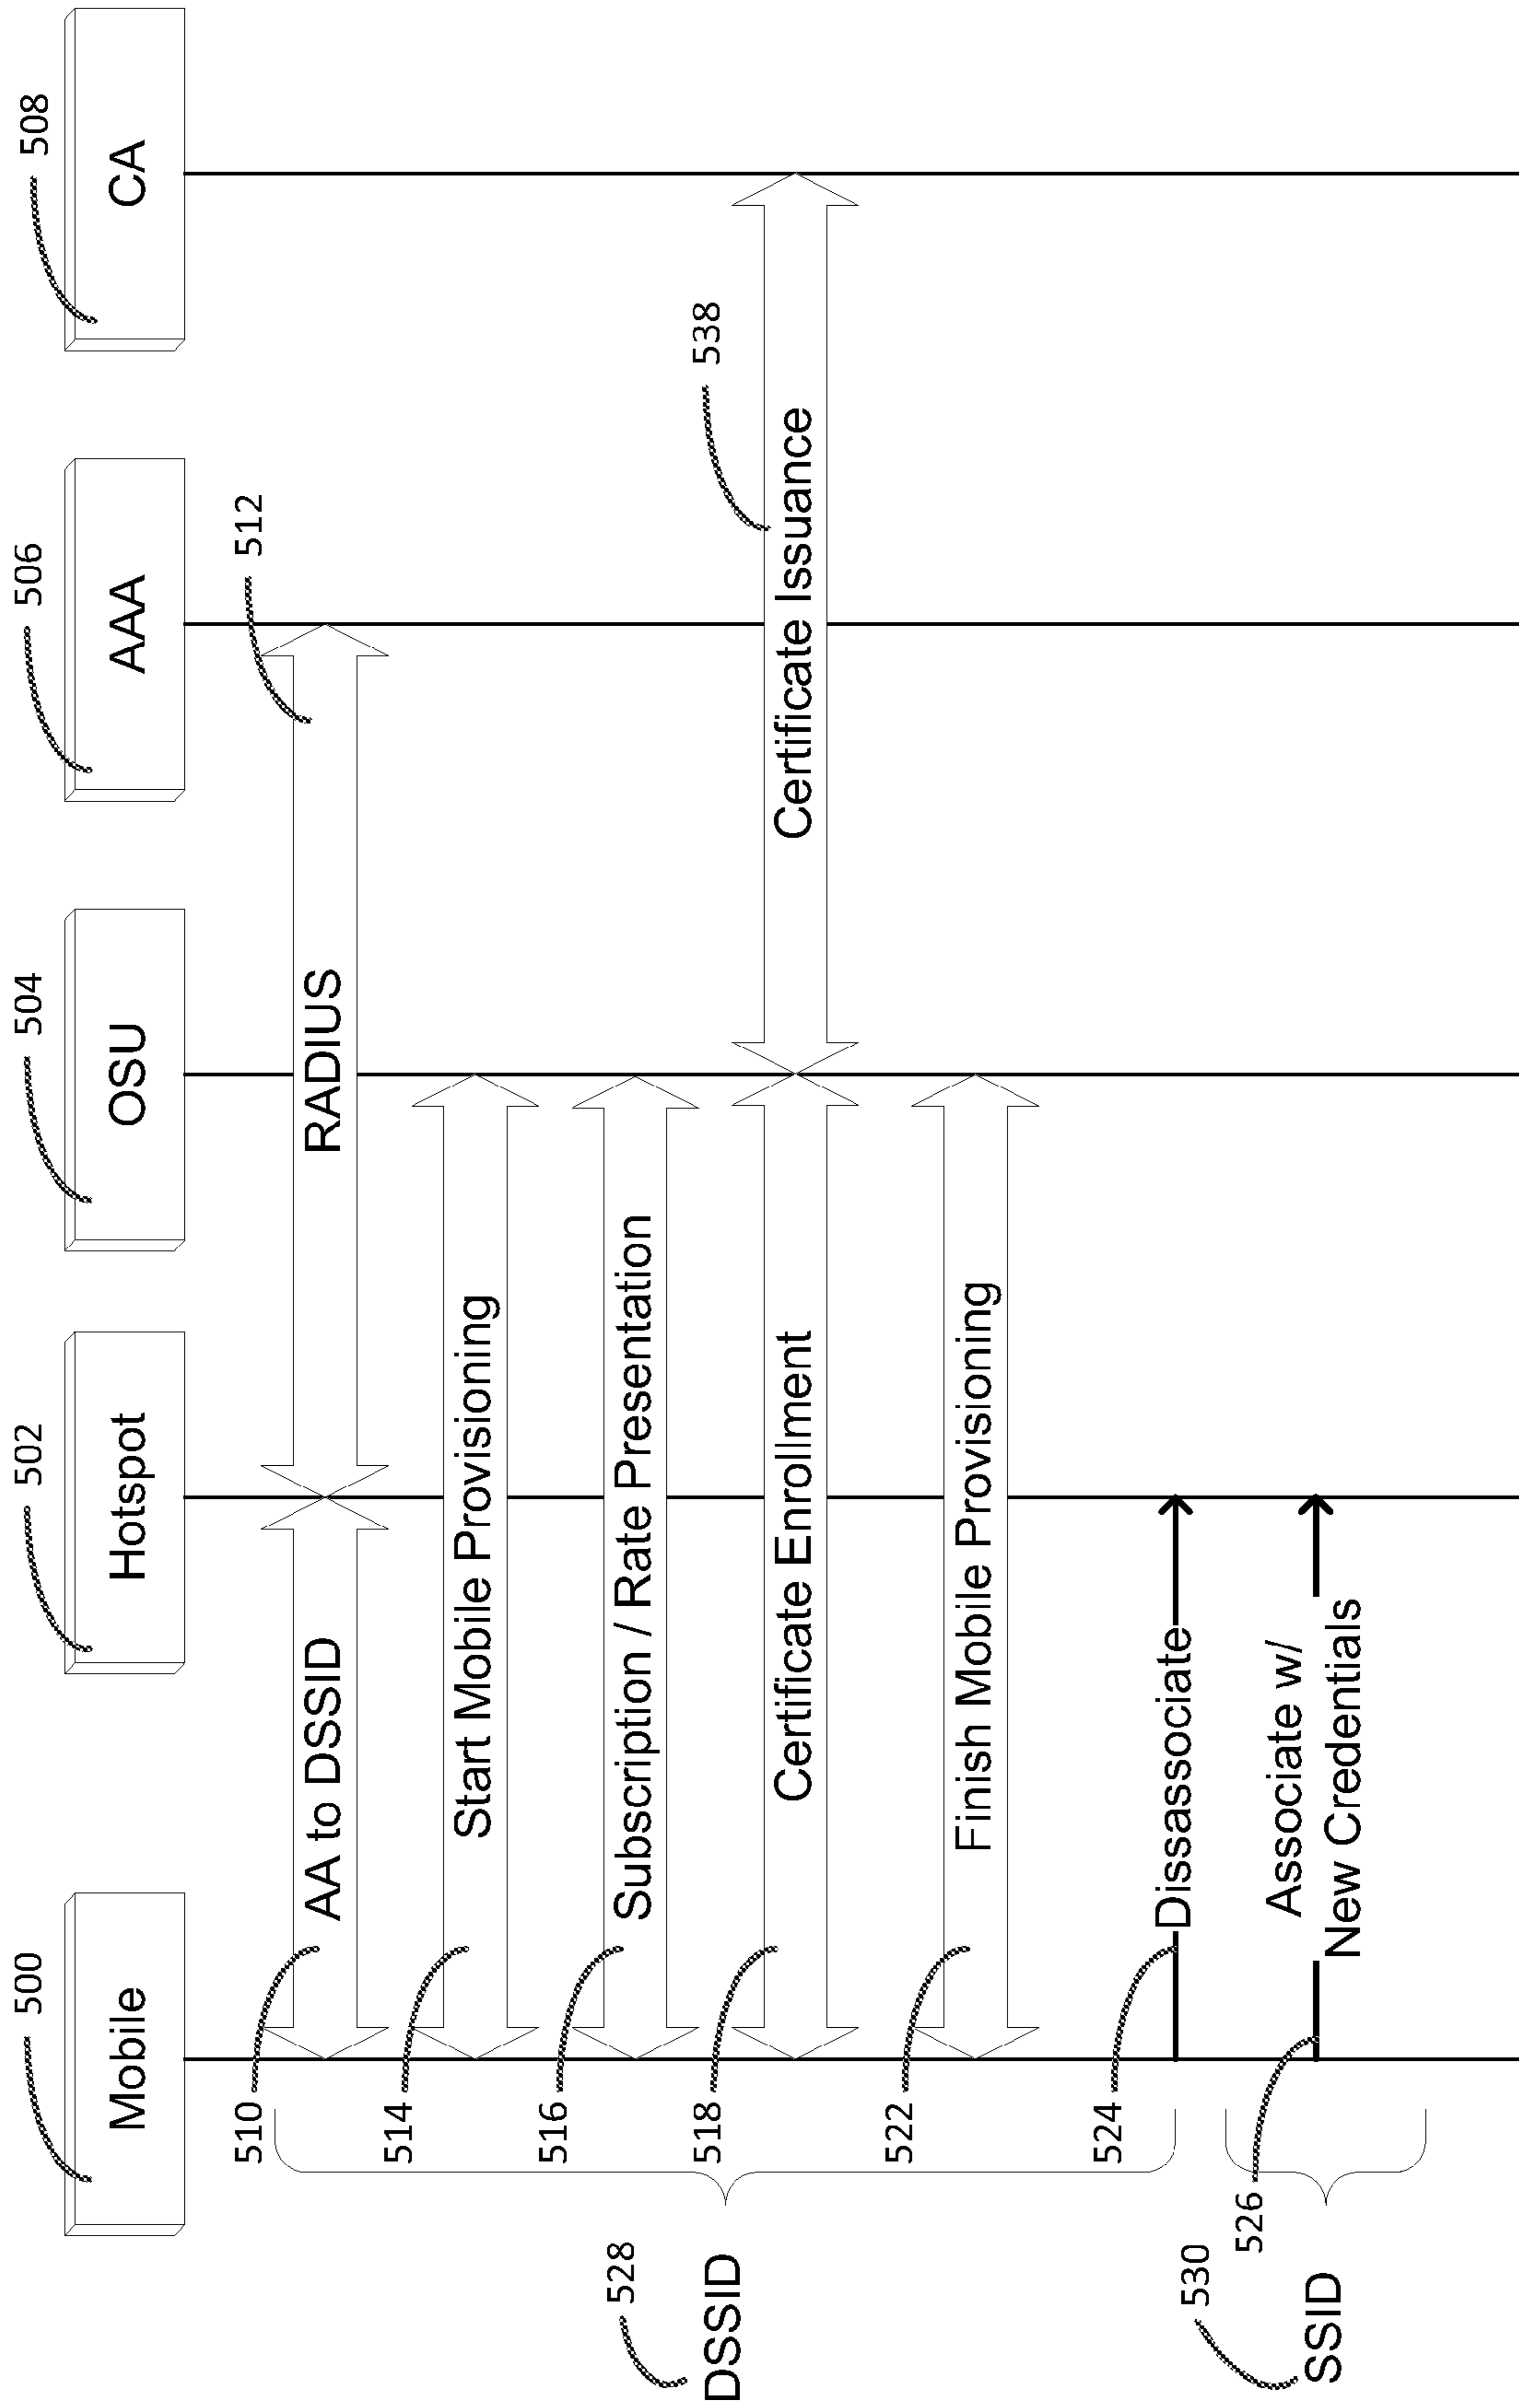 500
502
504
506
508
Mobile
Hotspot
OSU
AAA
CA
510
512
AA to DSSID
RADIUS
514
Start Mobile Provisioning
516
Subscription / Rate Presentation
528
DSSID
518
538
Certificate Enrollment
Certificate Issuance
522
Finish Mobile Provisioning
524
Dissassociate
530
526
SSID
Associate w/
New Credentials